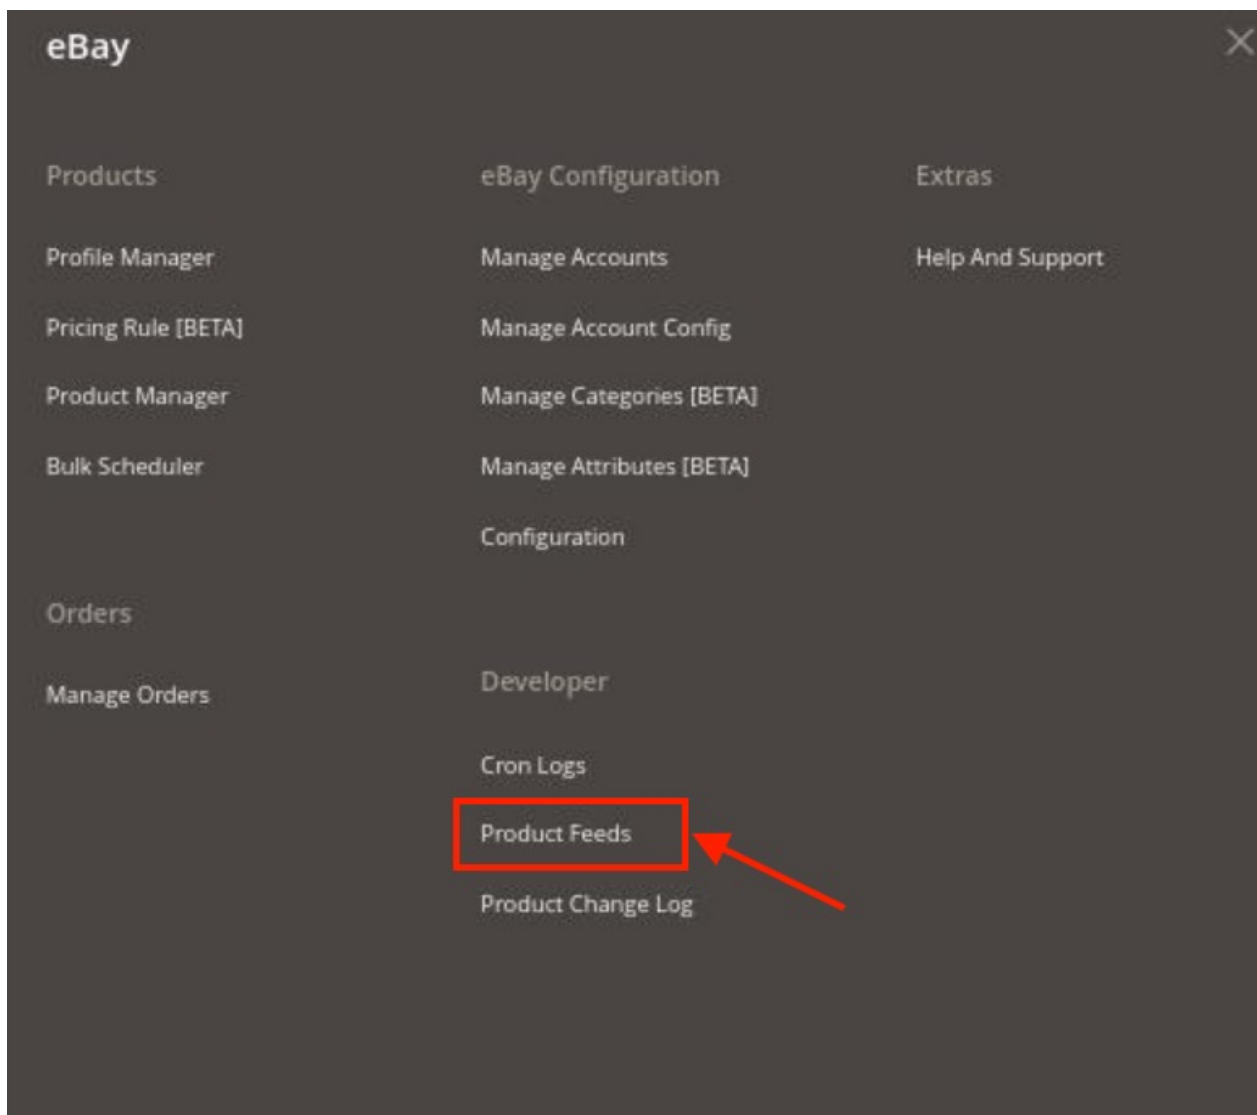 eBay
Products
Profile Manager
Pricing Rule [BETA]
Product Manager
Bulk Scheduler
Orders
Manage Orders
eBay Configuration
Manage Accounts
Manage Account Config
Manage Categories [BETA]
Manage Attributes [BETA]
Configuration
Developer
Cron Logs
Product Feeds
Product Change Log
Extras
Help And Support